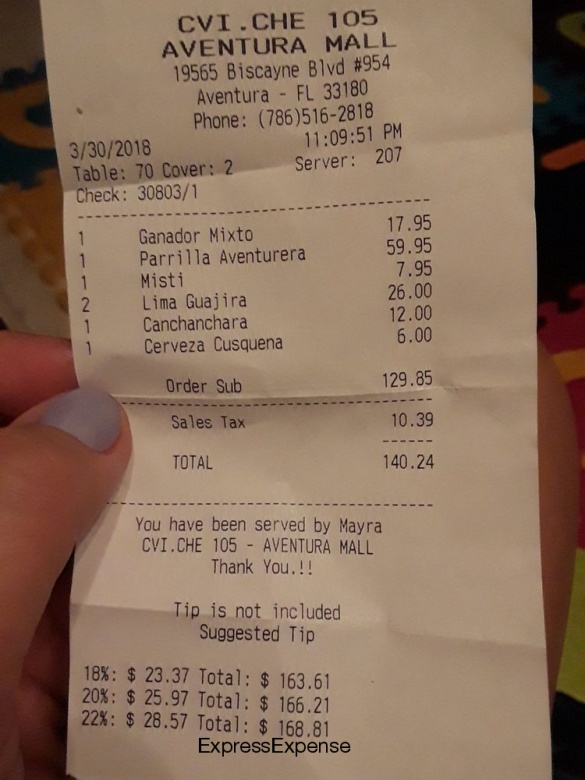 CVI.CHE 105
AVENTURA MALL
19565 Biscayne Blvd #954
Aventura - FL 33180
Phone: (786)516-2818
3/30/2018 11:09:51 PM
Table: 70 Cover: 2 Server: 207
Check: 30803/1
1 Ganador Mixto 17.95
1 Parrilla Aventurera 59.95
1 Misti 7.95
2 Lima Guajira 26.00
1 Canchanchara 12.00
1 Cerveza Cusquena 6.00
Order Sub 129.85
Sales Tax 10.39
TOTAL 140.24
You have been served by Mayra
CVI.CHE 105 - AVENTURA MALL
Thank You.!!
Tip is not included
Suggested Tip
18%: $ 23.37 Total: $ 163.61
20%: $ 25.97 Total: $ 166.21
22%: $ 28.57 Total: $ 168.81
ExpressExpense